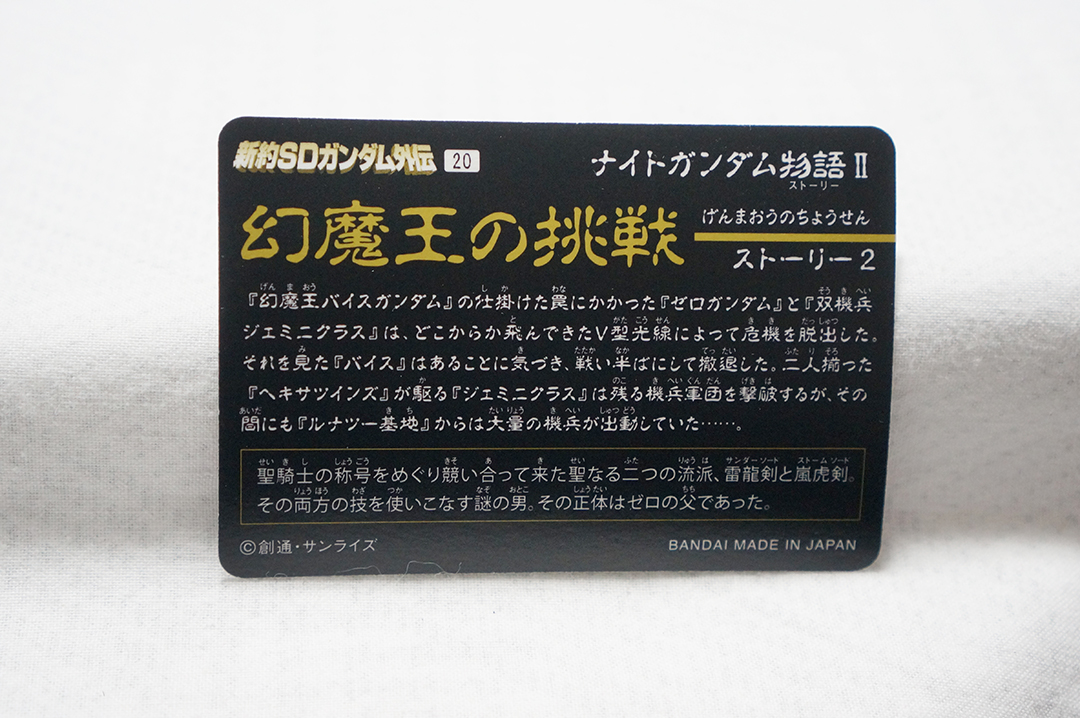 新約SDガンダム外伝 20 ナイトガンダム物語Ⅱ
ストーリー
幻魔王の挑戦 げんまおうのちょうせん
ストーリー2
『幻魔王バイスガンダム』の仕掛けた罠にかかった『ゼロガンダム』と『双機兵
ジェミニグラス』は、どこからか飛んできたV型光線によって危機を脱出した。
それを見た『バイス』はあることに気づき、戦い半ばにして撤退した。二人揃った
『ヘキサツインズ』が駆る『ジェミニグラス』は残る機兵軍団を撃破するが、その
間にも『ルナツー基地』からは大量の機兵が出動していた……。
聖騎士の称号をめぐり競い合って来た聖なる二つの流派、雷龍剣と嵐虎剣。
その両方の技を使いこなす謎の男。その正体はゼロの父であった。
©創通・サンライズ BANDAI MADE IN JAPAN